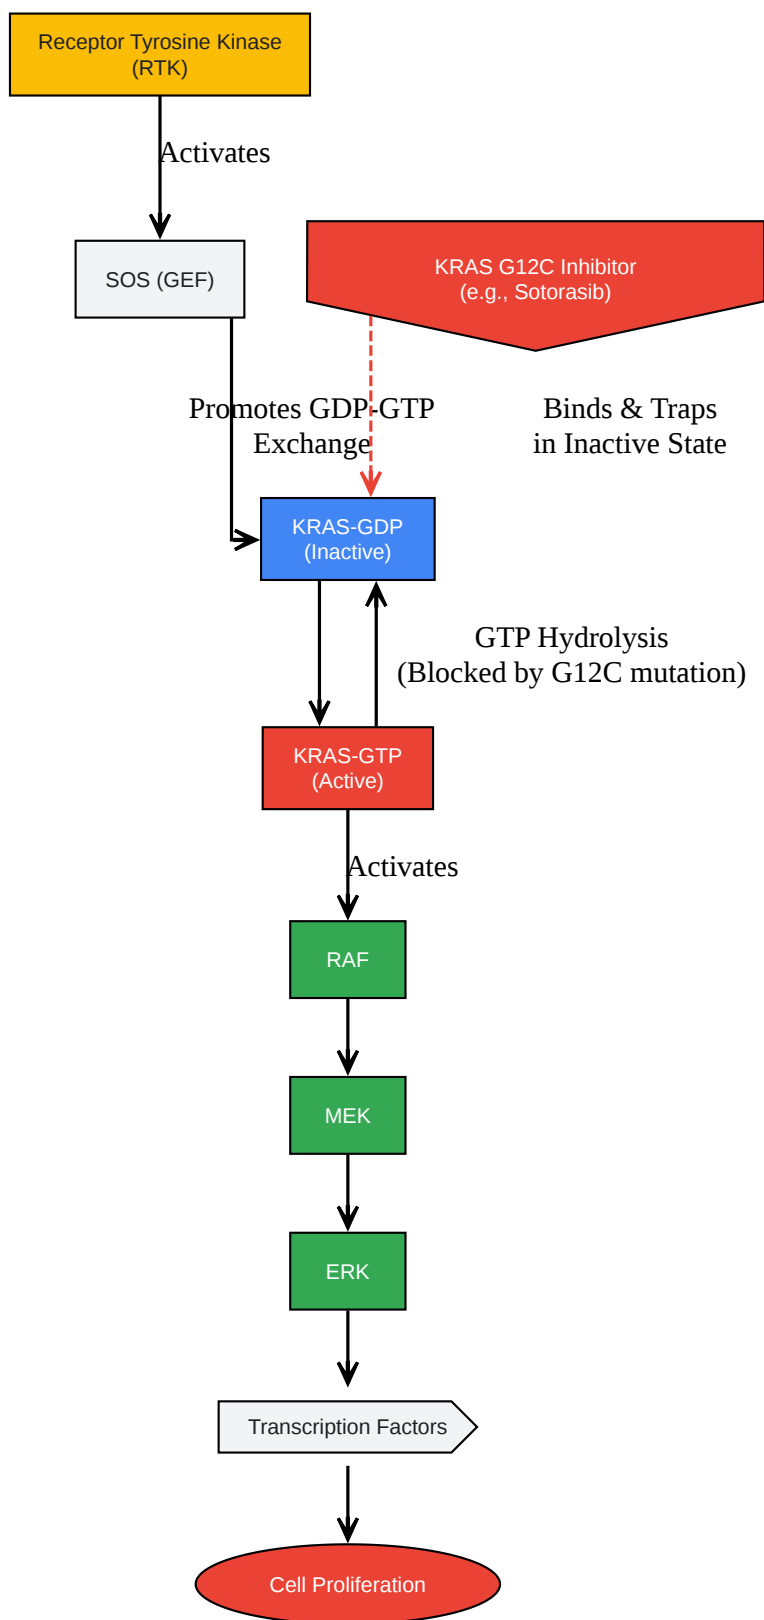 Receptor Tyrosine Kinase
(RTK)
Activates
SOS (GEF)
KRAS G12C Inhibitor
(e.g., Sotorasib)
Promotes GDP-GTP
Exchange
Binds & Traps
in Inactive State
KRAS-GDP
(Inactive)
GTP Hydrolysis
(Blocked by G12C mutation)
KRAS-GTP
(Active)
Activates
RAF
MEK
ERK
Transcription Factors
Cell Proliferation